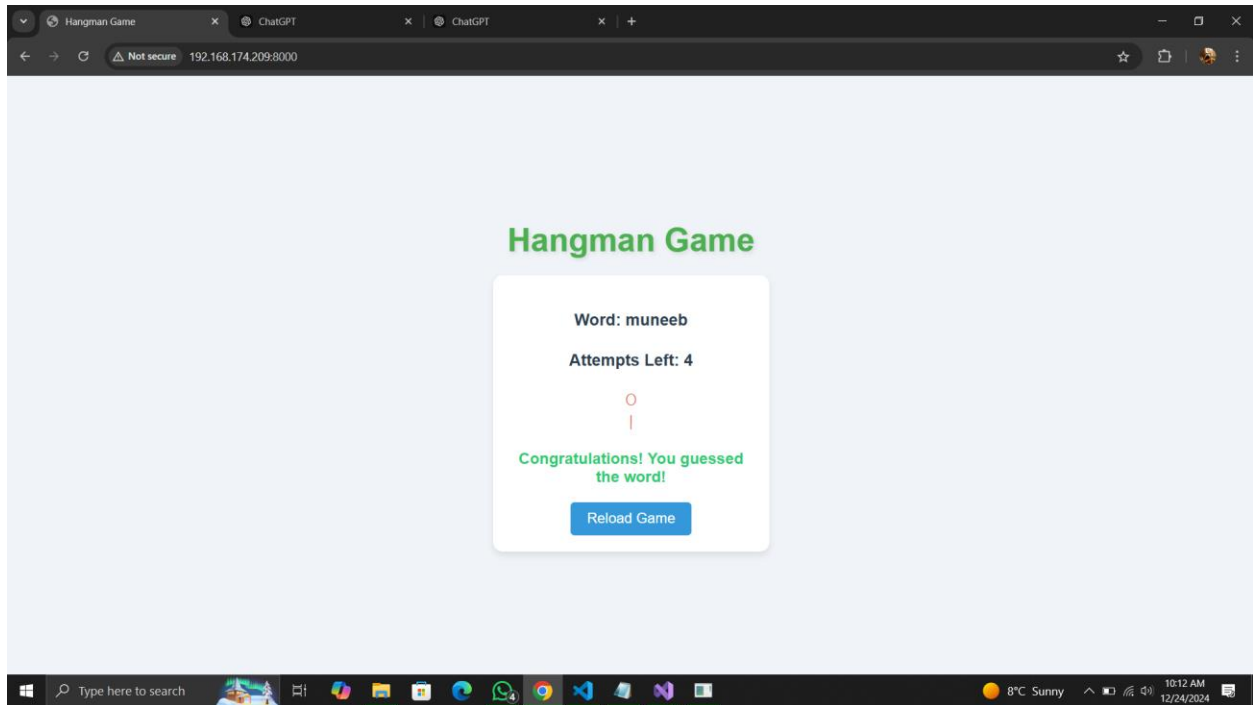 Hangman Game
ChatGPT
ChatGPT
Not secure 192.168.174.209:8000
Hangman Game
Word: muneeb
Attempts Left: 4
O
|
Congratulations! You guessed
the word!
Reload Game
Type here to search
4
8°C Sunny
10:12 AM
12/24/2024